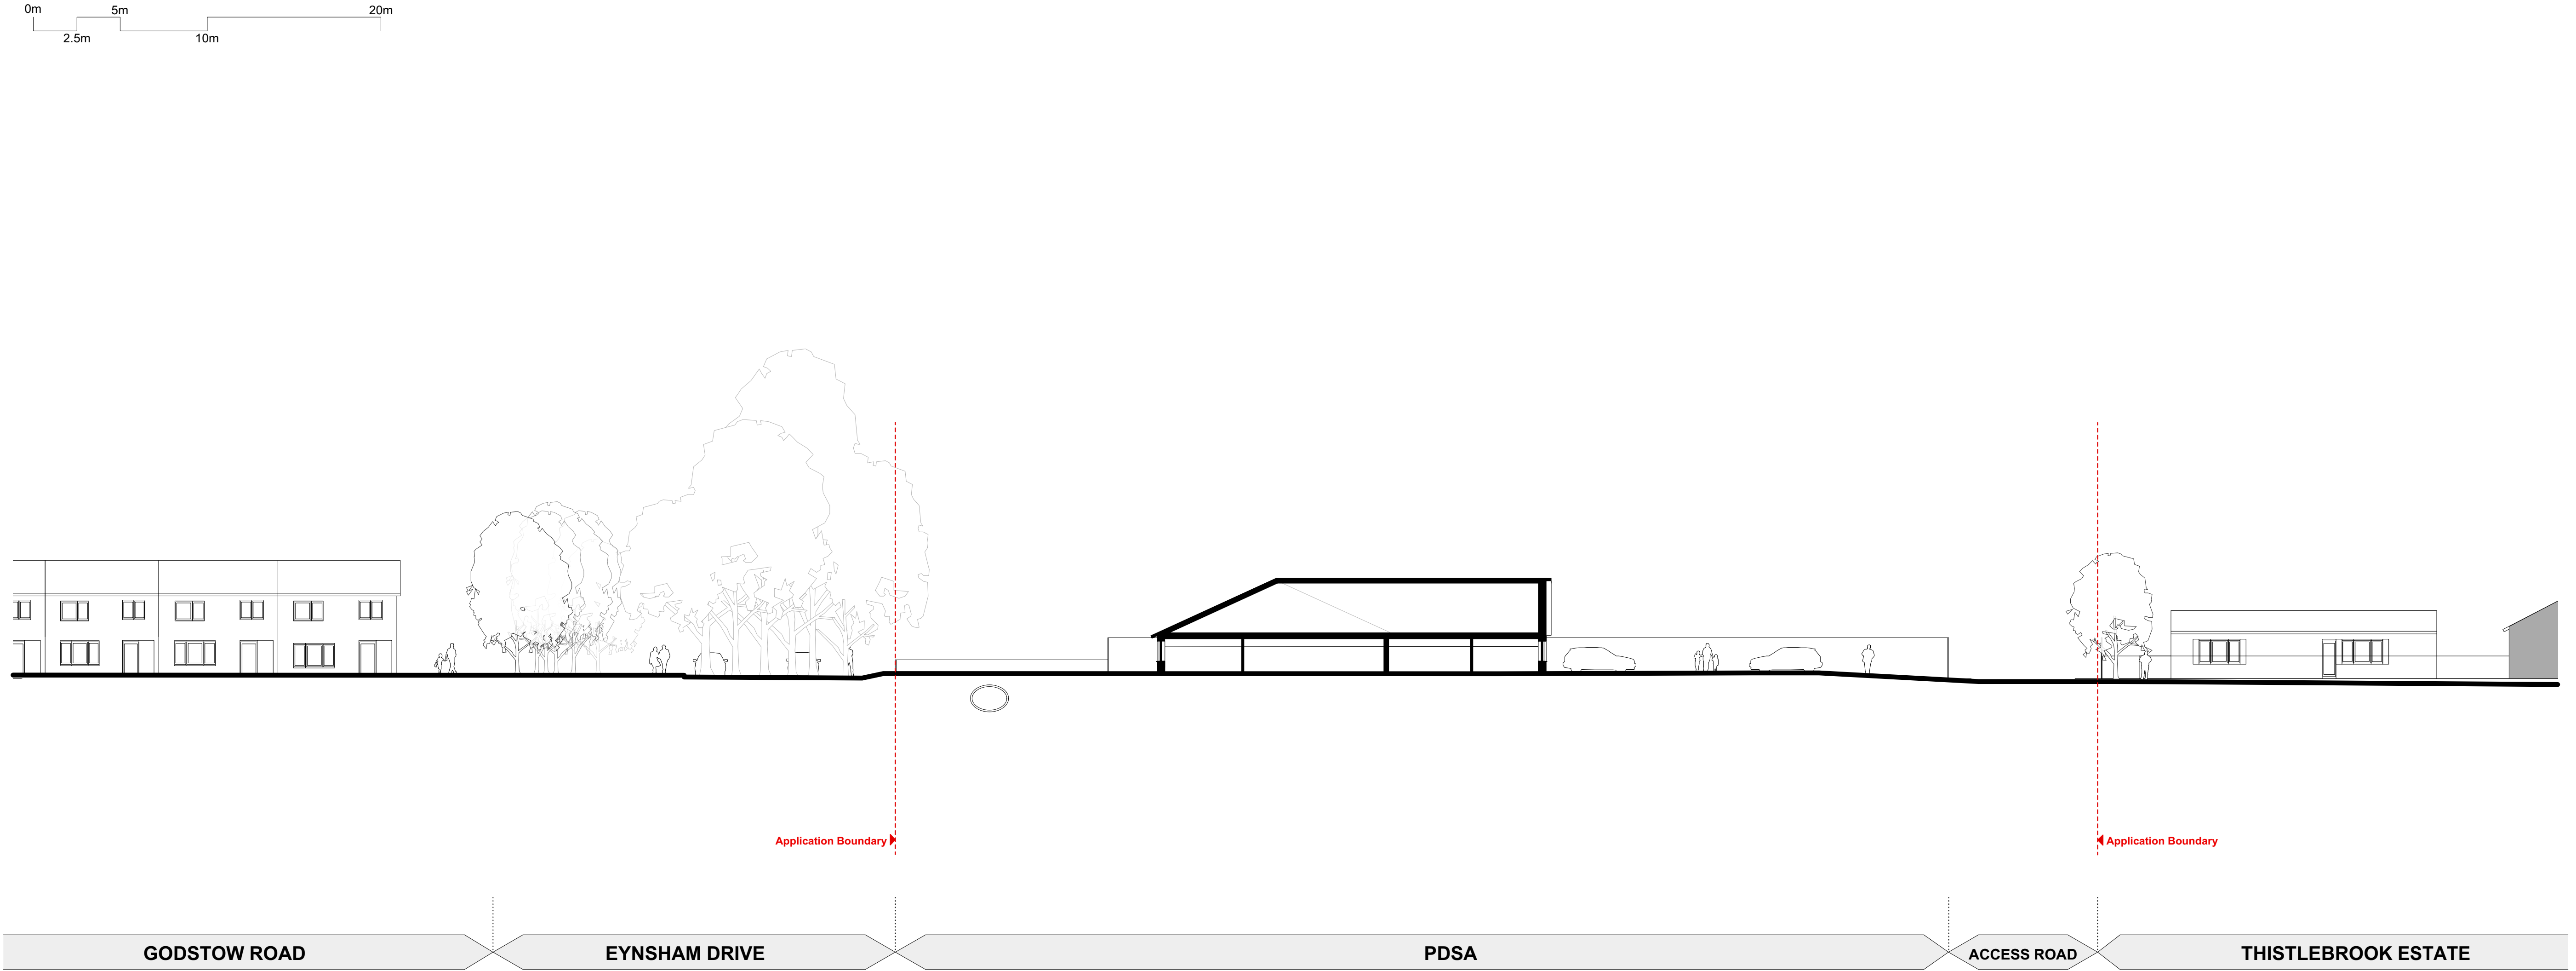 0m
5m
20m
2.5m
10m
Application Boundary
Application Boundary
GODSTOW ROAD
EYNSHAM DRIVE
PDSA
ACCESS ROAD
THISTLEBROOK ESTATE